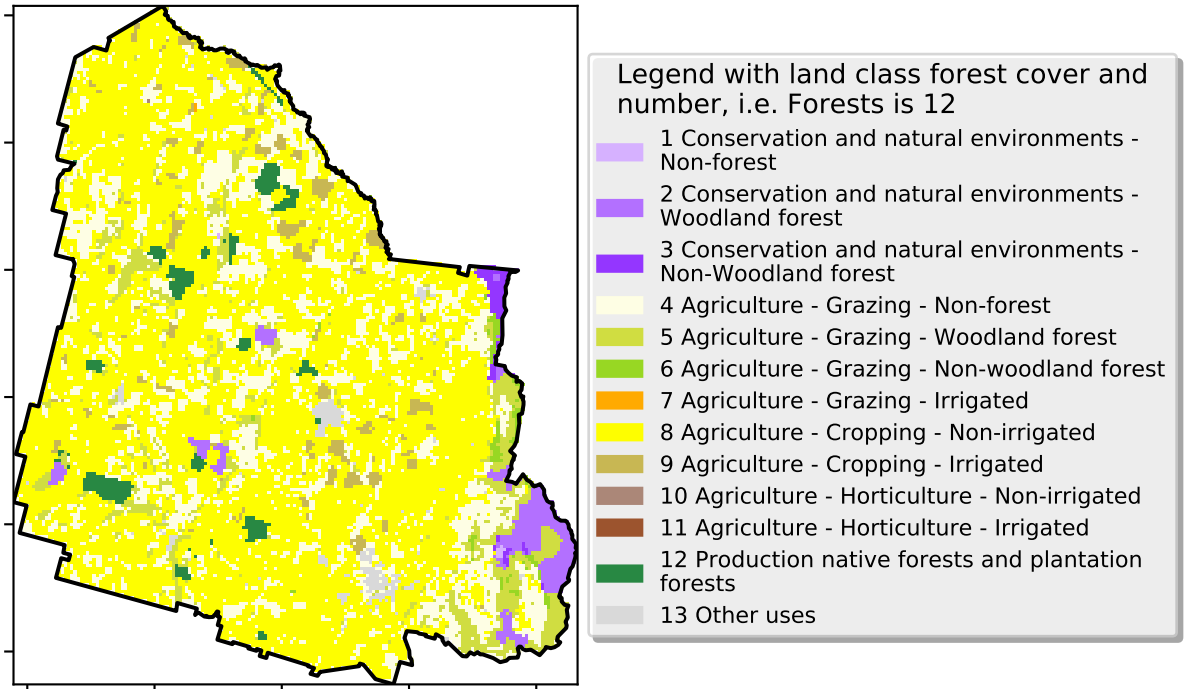 Legend with land class forest cover and
number, i.e. Forests is 12
1 Conservation and natural environments -
Non-forest
2 Conservation and natural environments -
Woodland forest
3 Conservation and natural environments -
Non-Woodland forest
4 Agriculture - Grazing - Non-forest
5 Agriculture - Grazing - Woodland forest
6 Agriculture - Grazing - Non-woodland forest
7 Agriculture - Grazing - Irrigated
8 Agriculture - Cropping - Non-irrigated
9 Agriculture - Cropping - Irrigated
10 Agriculture - Horticulture - Non-irrigated
11 Agriculture - Horticulture - Irrigated
12 Production native forests and plantation
forests
13 Other uses